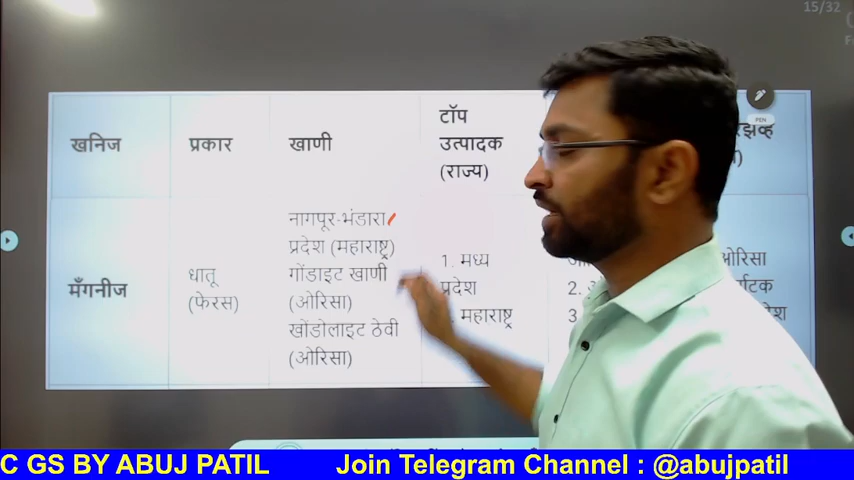 15/32
PEN
खनिज
प्रकार
खाणी
टॉप
उत्पादक
(राज्य)
मँगनीज
धातू
(फेरस)
नागपूर-भंडारा
प्रदेश (महाराष्ट्र)
गोंडाइट खाणी
(ओरिसा)
खोंडोलाइट ठेवी
(ओरिसा)
1. मध्य
प्रदेश
महाराष्ट्र
ओरिसा
2.
3
C GS BY ABUJ PATIL Join Telegram Channel : @abujpatil